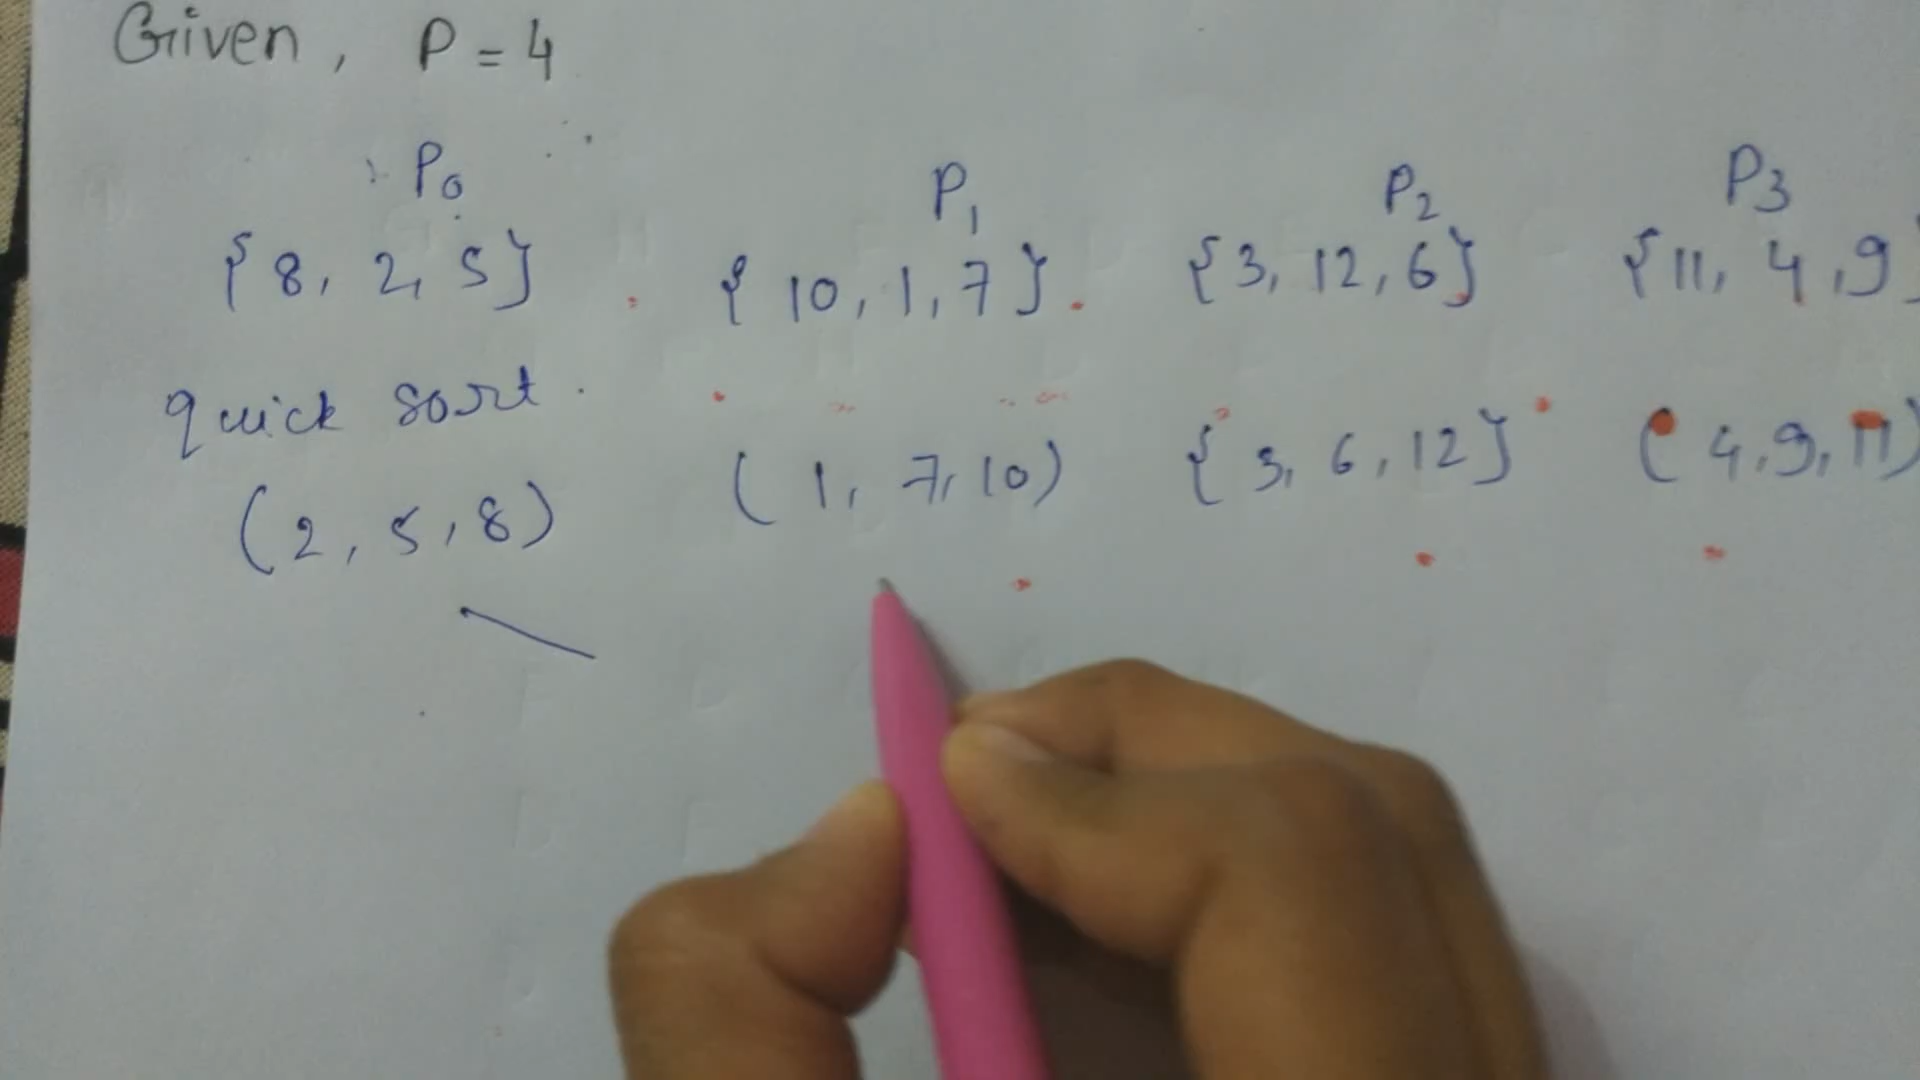 Given, P = 4
P0 P1 P2 P3
{8, 2, 5} {10, 1, 7} {3, 12, 6} {11, 4, 9}
quick sort
(2, 5, 8) (1, 7, 10) {3, 6, 12} (4, 9, 11)